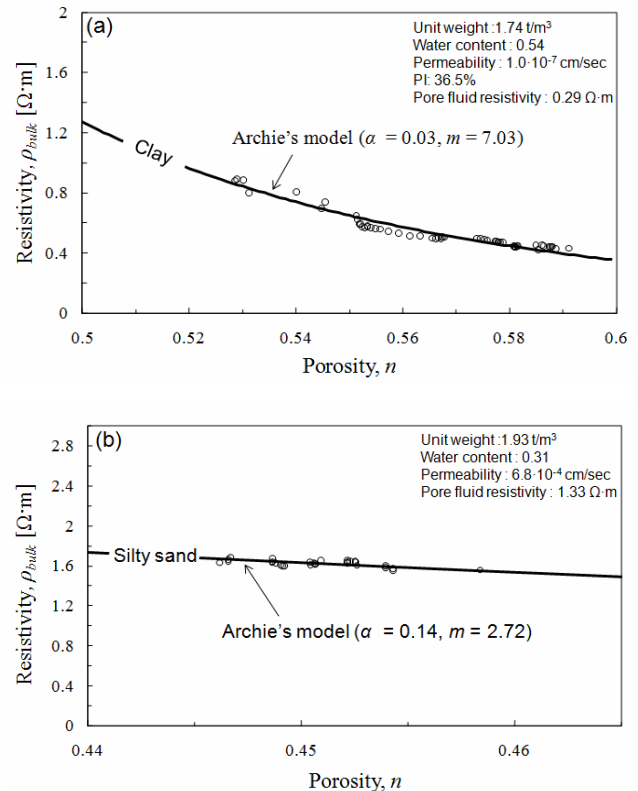 (a)
Unit weight :1.74 t/m³
Water content : 0.54
Permeability : 1.0·10⁻⁷ cm/sec
PI: 36.5%
Pore fluid resistivity : 0.29 Ω·m
Archie's model (α = 0.03, m = 7.03)
Clay
Resistivity, ρbulk [Ω·m]
2
1.6
1.2
0.8
0.4
0
0.5 0.52 0.54 0.56 0.58 0.6
Porosity, n
(b)
Unit weight :1.93 t/m³
Water content : 0.31
Permeability : 6.8·10⁻⁴ cm/sec
Pore fluid resistivity : 1.33 Ω·m
Silty sand
Archie's model (α = 0.14, m = 2.72)
Resistivity, ρbulk [Ω·m]
2.8
2.4
2
1.6
1.2
0.8
0.4
0
0.44 0.45 0.46
Porosity, n